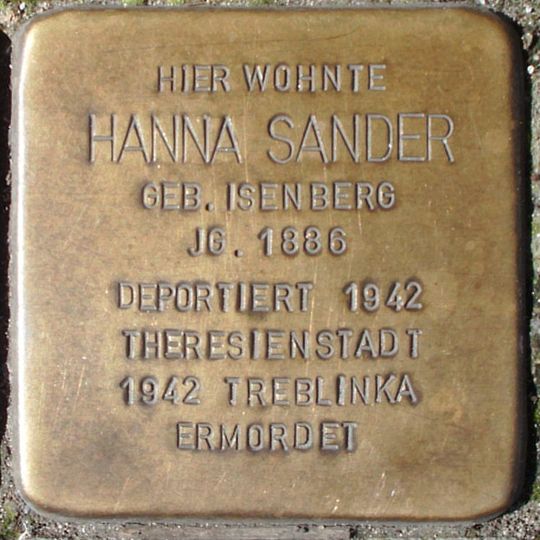 HIER WOHNTE
HANNA SANDER
GEB. ISENBERG
JG. 1886
DEPORTIERT 1942
THERESIENSTADT
1942 TREBLINKA
ERMORDET